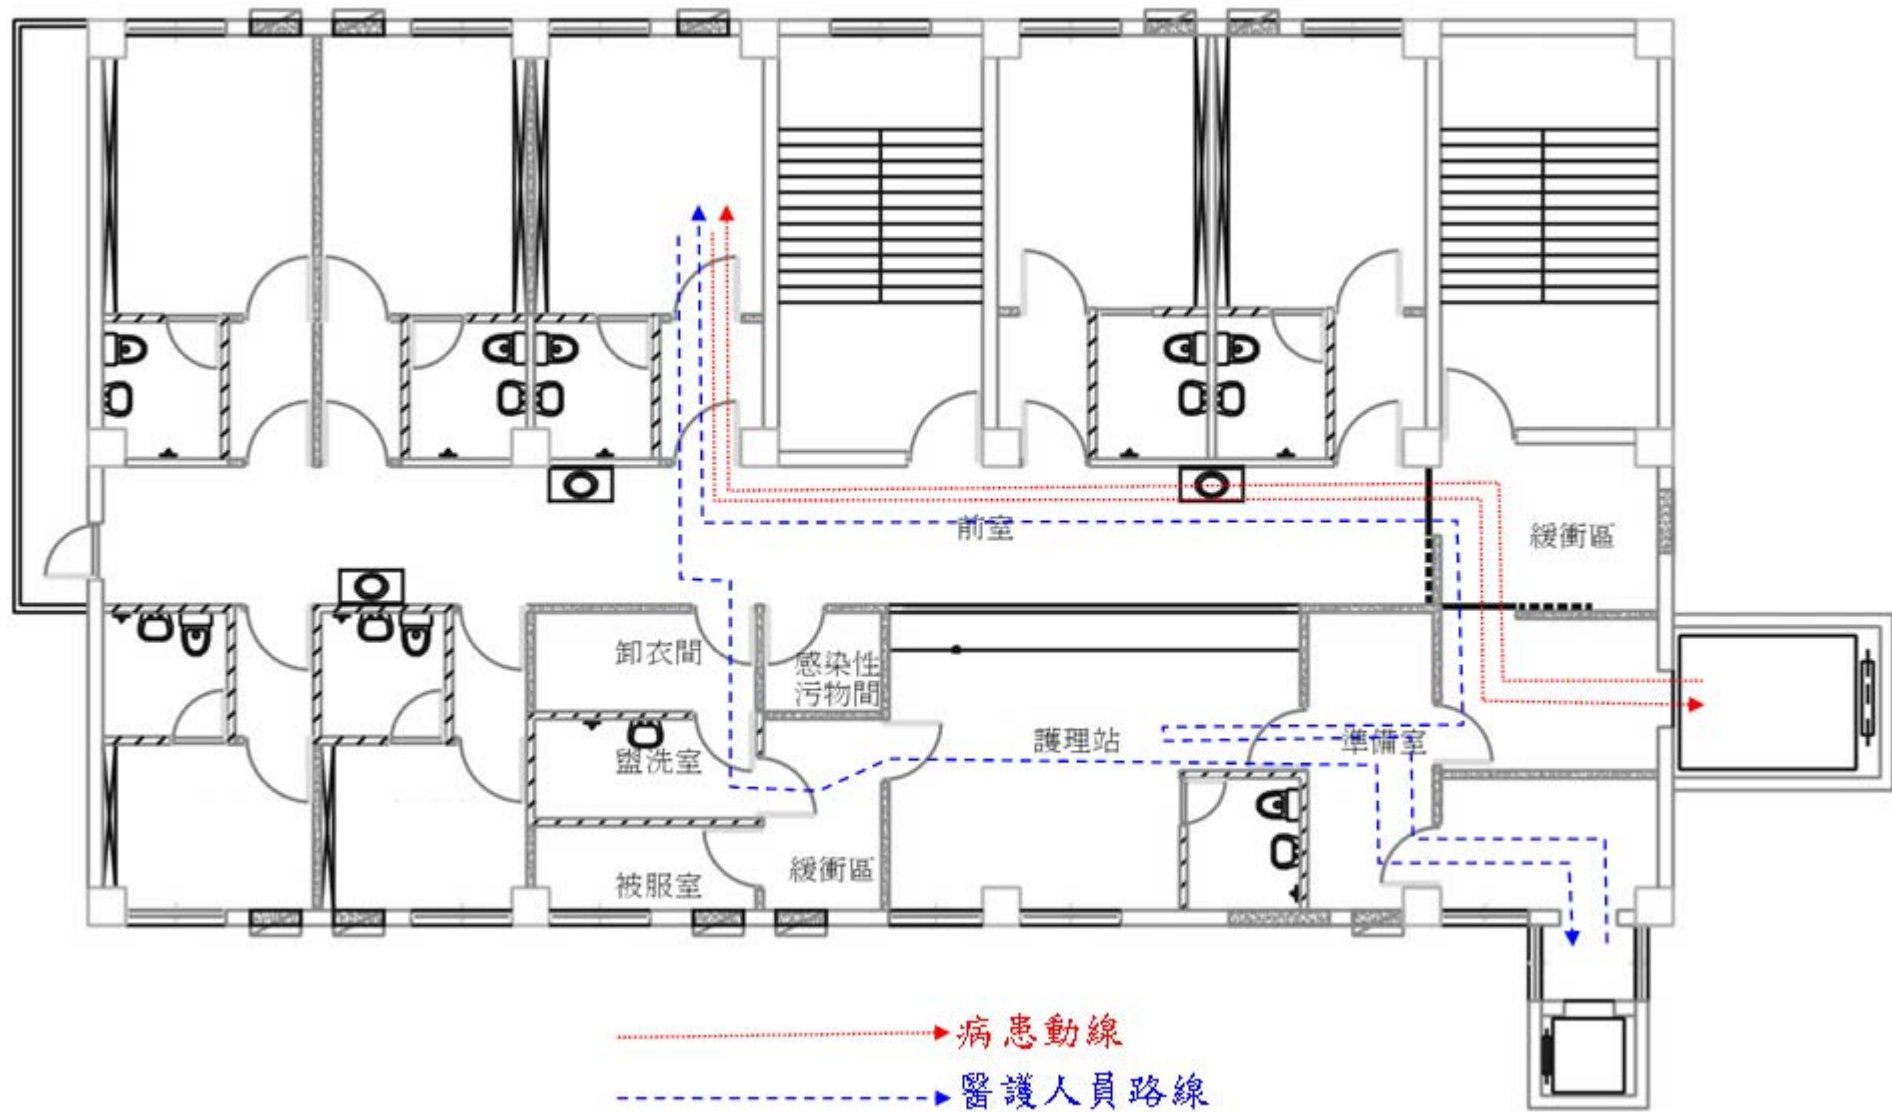 前室
緩衝區
卸衣間
感染性
污物間
護理站
準備室
盥洗室
緩衝區
被服室
病患動線
醫護人員路線